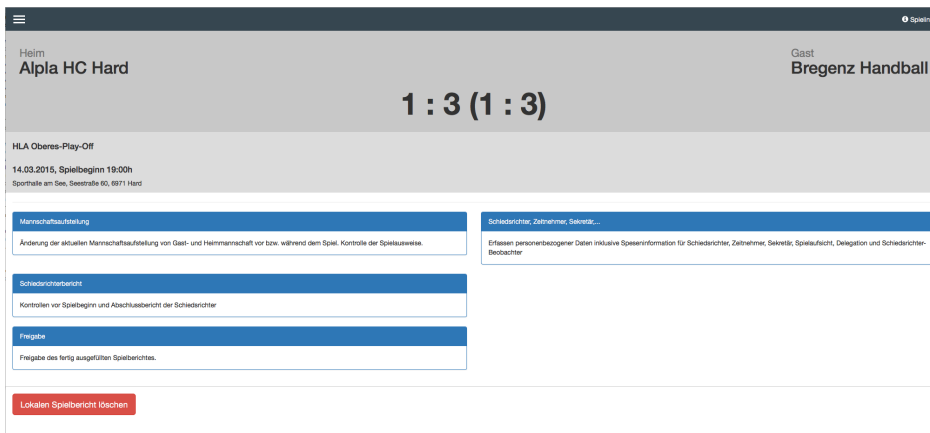 Heim
Alpla HC Hard
Gast
Bregenz Handball
1 : 3 (1 : 3)
HLA Oberes-Play-Off
14.03.2015, Spielbeginn 19:00h
Sporthalle am See, Seestraße 60, 6971 Hard
Mannschaftsaufstellung
Änderung der aktuellen Mannschaftsaufstellung von Gast- und Heimmannschaft vor bzw. während dem Spiel. Kontrolle der Spielausweise.
Schiedsrichter, Zeitnehmer, Sekretär,...
Erfassen personenbezogener Daten inklusive Speseninformation für Schiedsrichter, Zeitnehmer, Sekretär, Spielaufsicht, Delegation und Schiedsrichter-
Beobachter
Schiedsrichterbericht
Kontrollen vor Spielbeginn und Abschlussbericht der Schiedsrichter
Freigabe
Freigabe des fertig ausgefüllten Spielberichtes.
Lokalen Spielbericht löschen